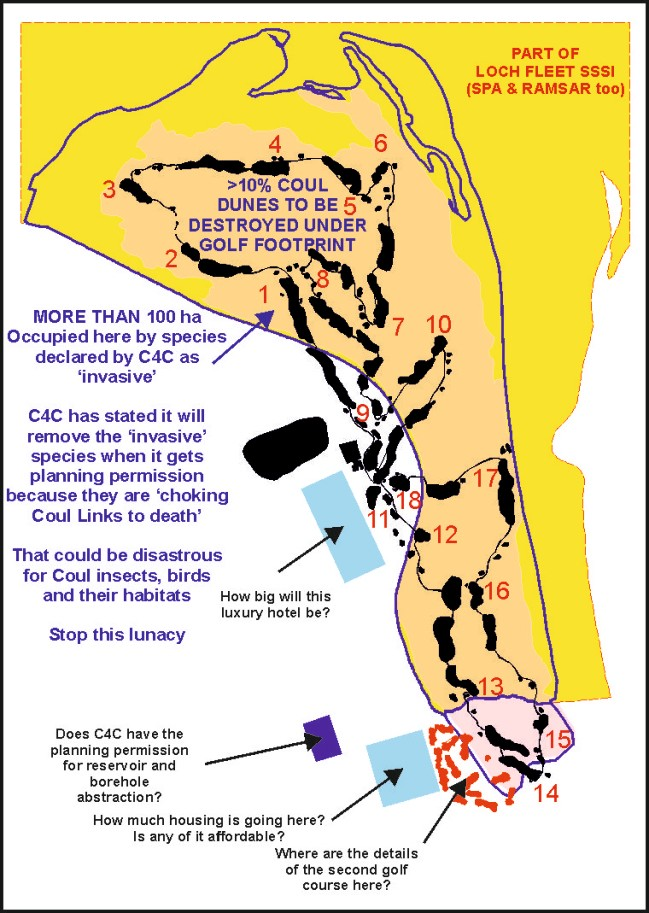 PART OF
LOCH FLEET SSSI
(SPA & RAMSAR too)
4
6
3
>10% COUL
DUNES TO BE
DESTROYED UNDER
GOLF FOOTPRINT
5
2
8
1
7
10
MORE THAN 100 ha
Occupied here by species
declared by C4C as
‘invasive’
C4C has stated it will
remove the ‘invasive’
species when it gets
planning permission
because they are ‘choking
Coul Links to death’
That could be disastrous
for Coul insects, birds
and their habitats
Stop this lunacy
9
17
18
11
12
How big will this
luxury hotel be?
16
13
15
14
Does C4C have the
planning permission
for reservoir and
borehole
abstraction?
How much housing is going here?
Is any of it affordable?
Where are the details
of the second golf
course here?